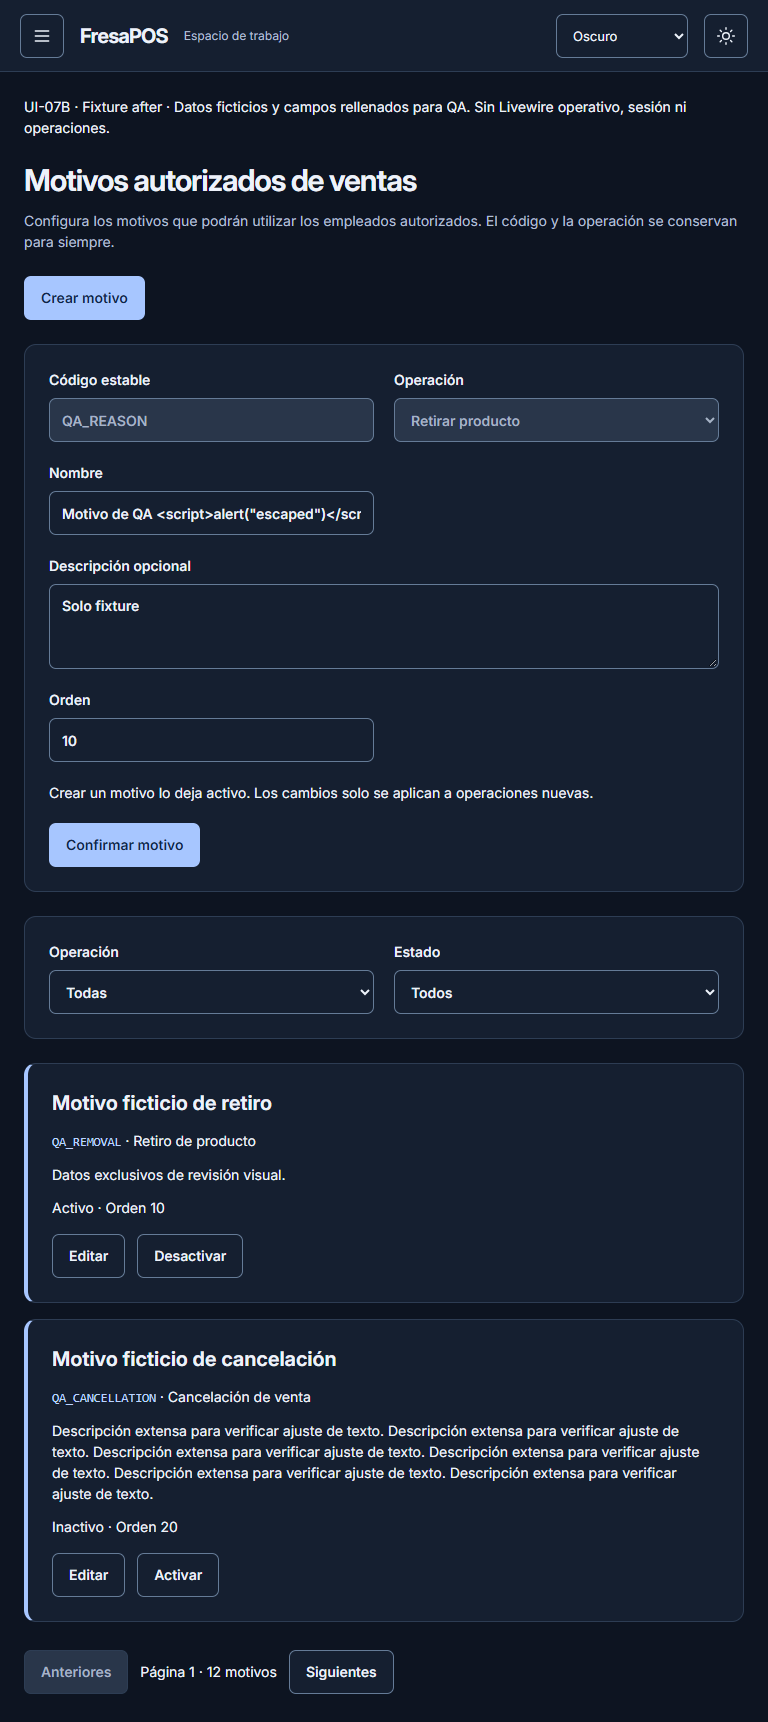 FresaPOS Espacio de trabajo Oscuro
UI-07B · Fixture after · Datos ficticios y campos rellenados para QA. Sin Livewire operativo, sesión ni
operaciones.
Motivos autorizados de ventas
Configura los motivos que podrán utilizar los empleados autorizados. El código y la operación se conservan
para siempre.
Crear motivo
Código estable Operación
QA_REASON Retirar producto
Nombre
Motivo de QA <script>alert("escaped")</scr
Descripción opcional
Solo fixture
Orden
10
Crear un motivo lo deja activo. Los cambios solo se aplican a operaciones nuevas.
Confirmar motivo
Operación Estado
Todas Todos
Motivo ficticio de retiro
QA_REMOVAL · Retiro de producto
Datos exclusivos de revisión visual.
Activo · Orden 10
Editar Desactivar
Motivo ficticio de cancelación
QA_CANCELLATION · Cancelación de venta
Descripción extensa para verificar ajuste de texto. Descripción extensa para verificar ajuste de
texto. Descripción extensa para verificar ajuste de texto. Descripción extensa para verificar ajuste
de texto. Descripción extensa para verificar ajuste de texto. Descripción extensa para verificar
ajuste de texto.
Inactivo · Orden 20
Editar Activar
Anteriores Página 1 · 12 motivos Siguientes